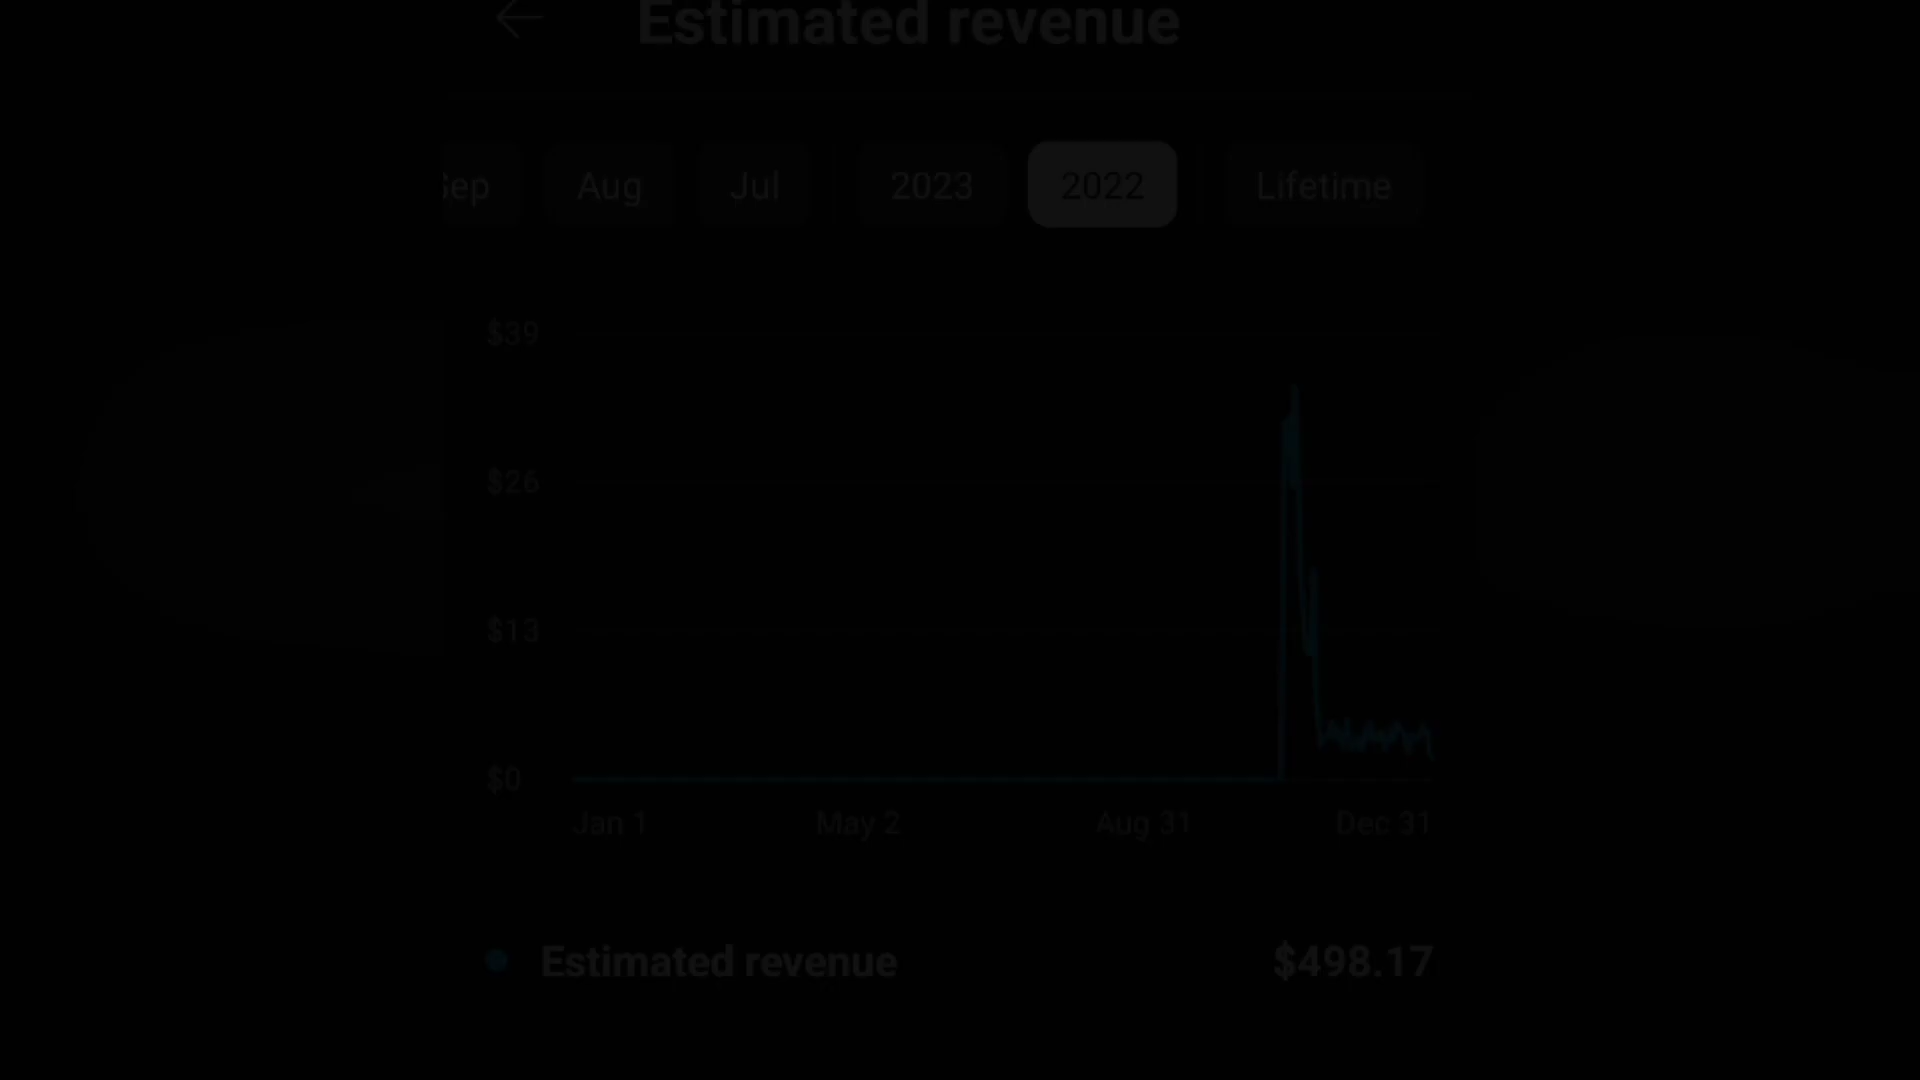 Estimated revenue
Sep Aug Jul 2023 2022 Lifetime
$39
$26
$13
$0
Jan 1 May 2 Aug 31 Dec 31
Estimated revenue $498.17